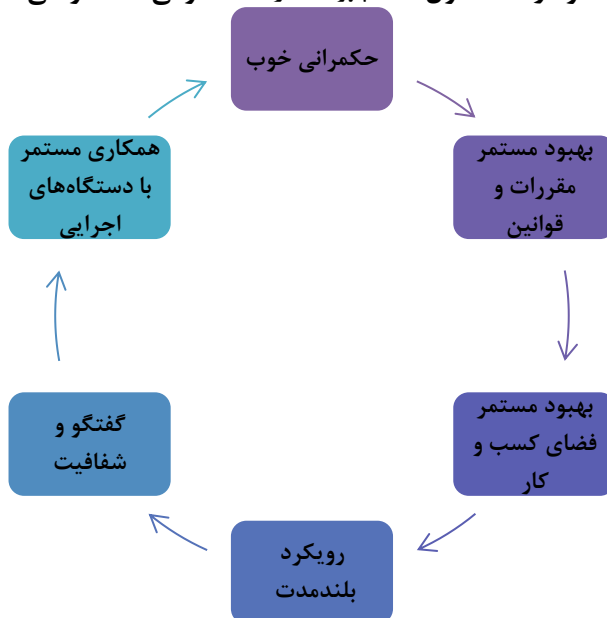 حکمرانی خوب
بهبود مستمر
مقررات و
قوانین
بهبود مستمر
فضای کسب و
کار
رویکرد
بلندمدت
گفتگو و
شفافیت
همکاری مستمر
با دستگاه‌های
اجرایی